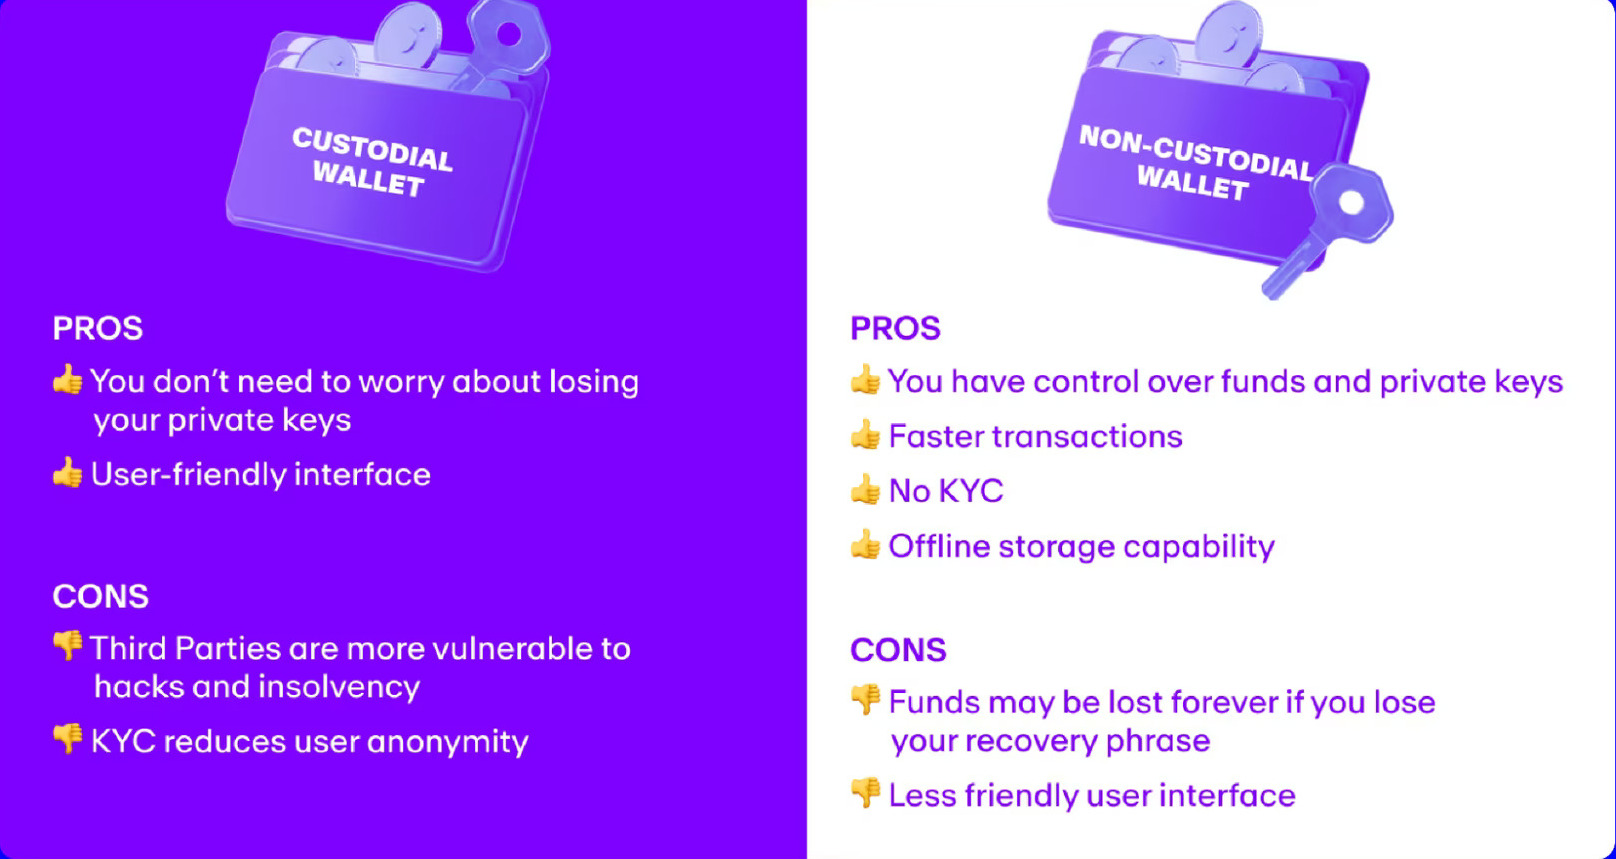 CUSTODIAL
WALLET
PROS
👍 You don’t need to worry about losing
your private keys
👍 User-friendly interface
CONS
👎 Third Parties are more vulnerable to
hacks and insolvency
👎 KYC reduces user anonymity
NON-CUSTODIAL
WALLET
PROS
👍 You have control over funds and private keys
👍 Faster transactions
👍 No KYC
👍 Offline storage capability
CONS
👎 Funds may be lost forever if you lose
your recovery phrase
👎 Less friendly user interface